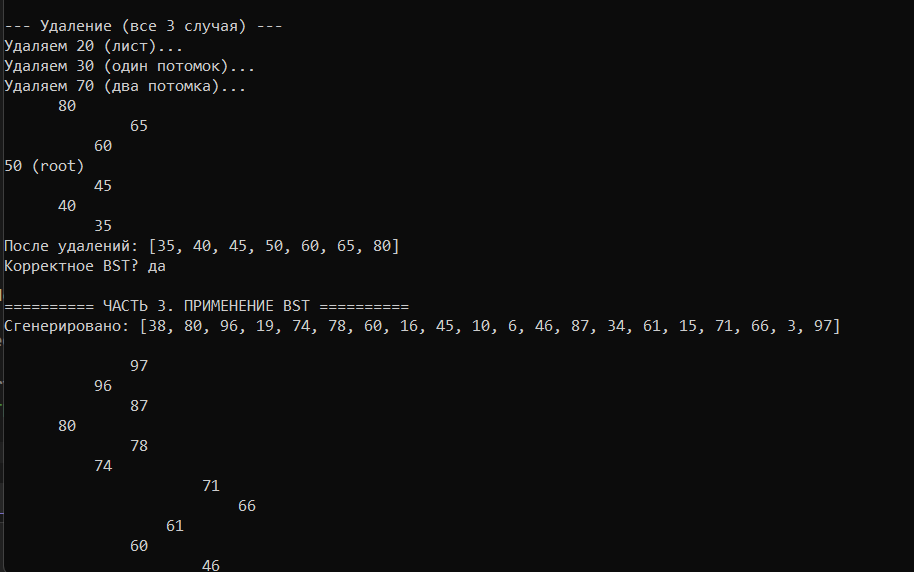 --- Удаление (все 3 случая) ---
Удаляем 20 (лист)...
Удаляем 30 (один потомок)...
Удаляем 70 (два потомка)...
80
65
60
50 (root)
45
40
35
После удалений: [35, 40, 45, 50, 60, 65, 80]
Корректное BST? да
========== ЧАСТЬ 3. ПРИМЕНЕНИЕ BST ==========
Сгенерировано: [38, 80, 96, 19, 74, 78, 60, 16, 45, 10, 6, 46, 87, 34, 61, 15, 71, 66, 3, 97]
97
96
87
80
78
74
71
66
61
60
46